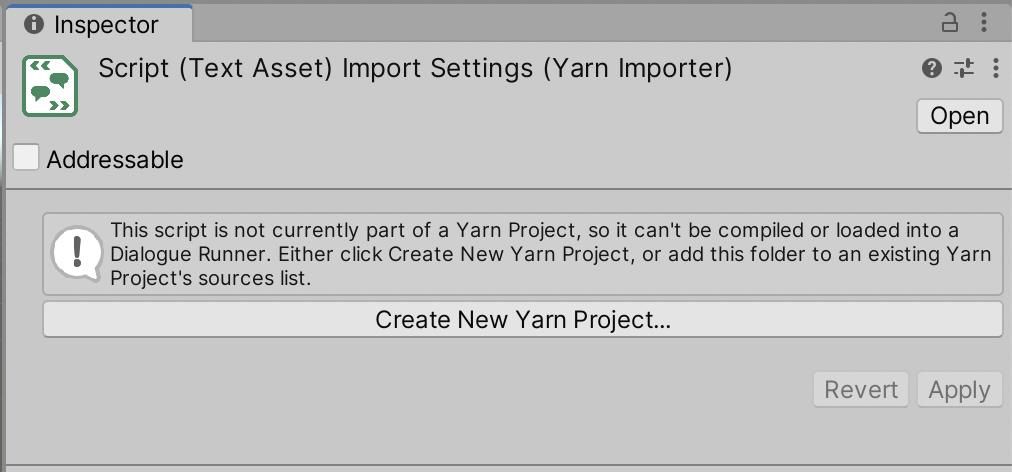 Inspector
Script (Text Asset) Import Settings (Yarn Importer)
Open
Addressable
This script is not currently part of a Yarn Project, so it can't be compiled or loaded into a
Dialogue Runner. Either click Create New Yarn Project, or add this folder to an existing Yarn
Project's sources list.
Create New Yarn Project...
Revert Apply